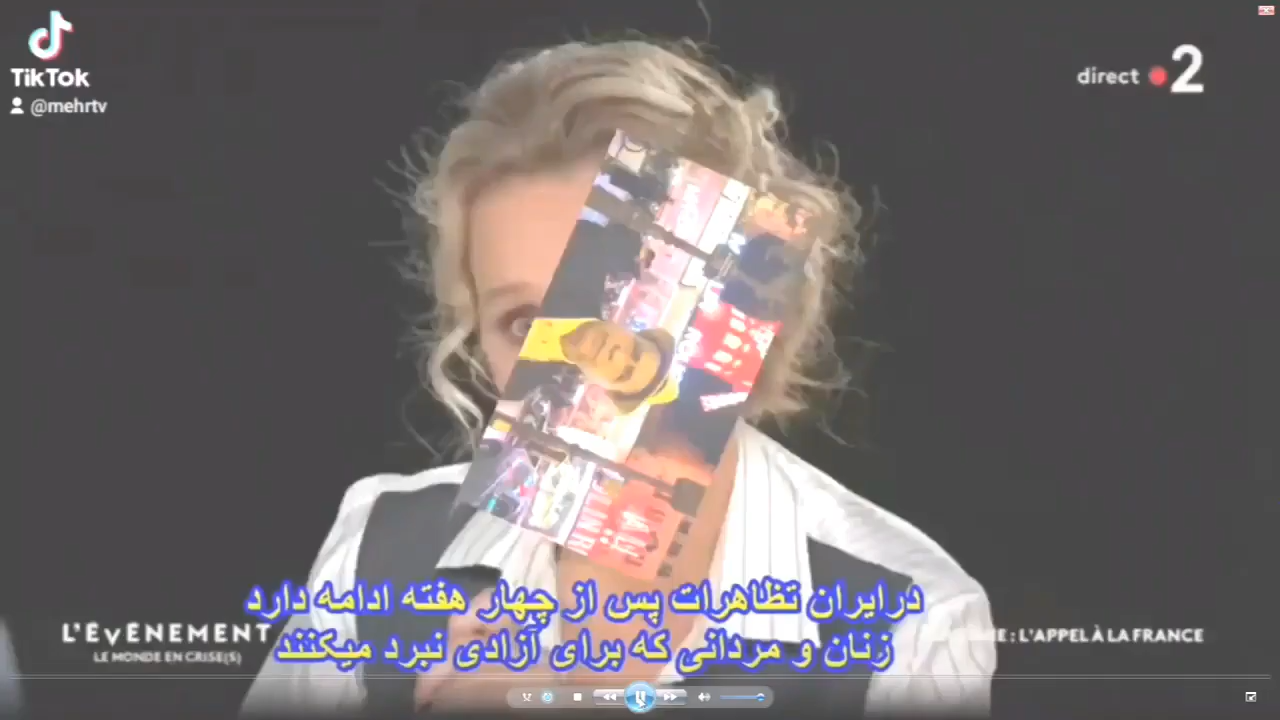 TikTok
@mehrtv
direct 2
درایران تظاهرات پس از چهار هفته ادامه دارد
زنان و مردانی که برای آزادی نبرد میکنند
L'ÉVÉNEMENT
LE MONDE EN CRISE(S)
: L'APPEL À LA FRANCE